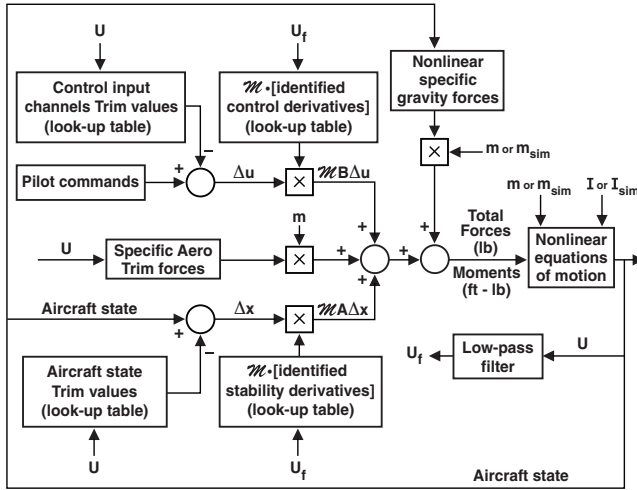 U
U_f
Control input
channels Trim values
(look-up table)
ℳ•[identified
control derivatives]
(look-up table)
Nonlinear
specific
gravity forces
−
+
Pilot commands
Δu
×
ℳBΔu
×
m or m_sim
m
+
+
m or m_sim
I or I_sim
U
Specific Aero
Trim forces
×
+
+
+
+
Total
Forces
(lb)
Moments
(ft - lb)
Nonlinear
equations
of motion
Aircraft state
+
−
Δx
×
ℳAΔx
Aircraft state
Trim values
(look-up table)
ℳ•[identified
stability derivatives]
(look-up table)
U_f
Low-pass
filter
U
U
U_f
Aircraft state